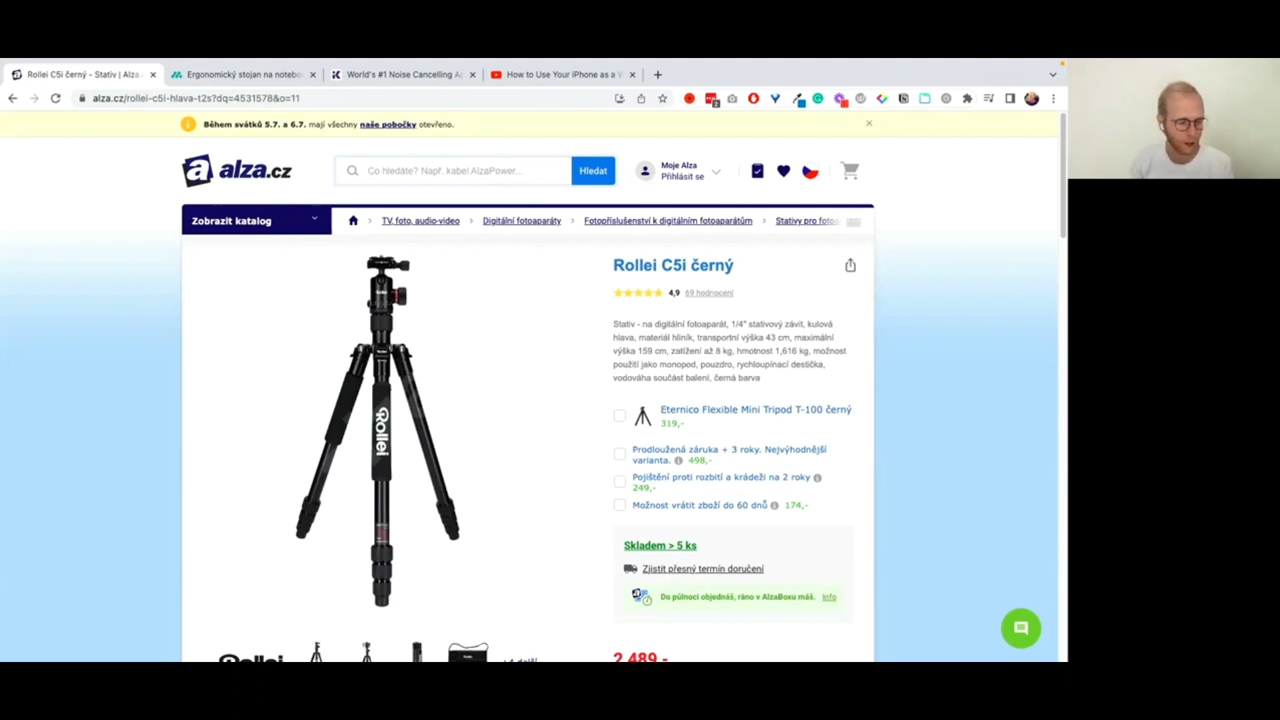 Rollei C5i černý - Stativ | Alza.
Ergonomický stojan na notebo
World's #1 Noise Cancelling A
How to Use Your iPhone as a
alza.cz/rollei-c5i-hlava-t2s?dq=4531578&o=11
Během svátků 5.7. a 6.7. mají všechny naše pobočky otevřeno.
alza.cz
Co hledáte? Např. kabel AlzaPower...
Hledat
Moje Alza
Přihlásit se
Zobrazit katalog
TV, foto, audio-video
Digitální fotoaparáty
Fotopříslušenství k digitálním fotoaparátům
Stativy pro fotoa
Rollei C5i černý
4,9 69 hodnocení
Stativ - na digitální fotoaparát, 1/4" stativový závit, kulová
hlava, materiál hliník, transportní výška 43 cm, maximální
výška 159 cm, zatížení až 8 kg, hmotnost 1,616 kg, možnost
použití jako monopod, pouzdro, rychloupínací destička,
vodováha součást balení, černá barva
Eternico Flexible Mini Tripod T-100 černý
319,-
Prodloužená záruka + 3 roky. Nejvýhodnější
varianta. 498,-
Pojištění proti rozbití a krádeži na 2 roky
249,-
Možnost vrátit zboží do 60 dnů 174,-
Skladem > 5 ks
Zjistit přesný termín doručení
Do půlnoci objednáš, ráno v AlzaBoxu máš. Info
2 489,-
Rollei
Rollei